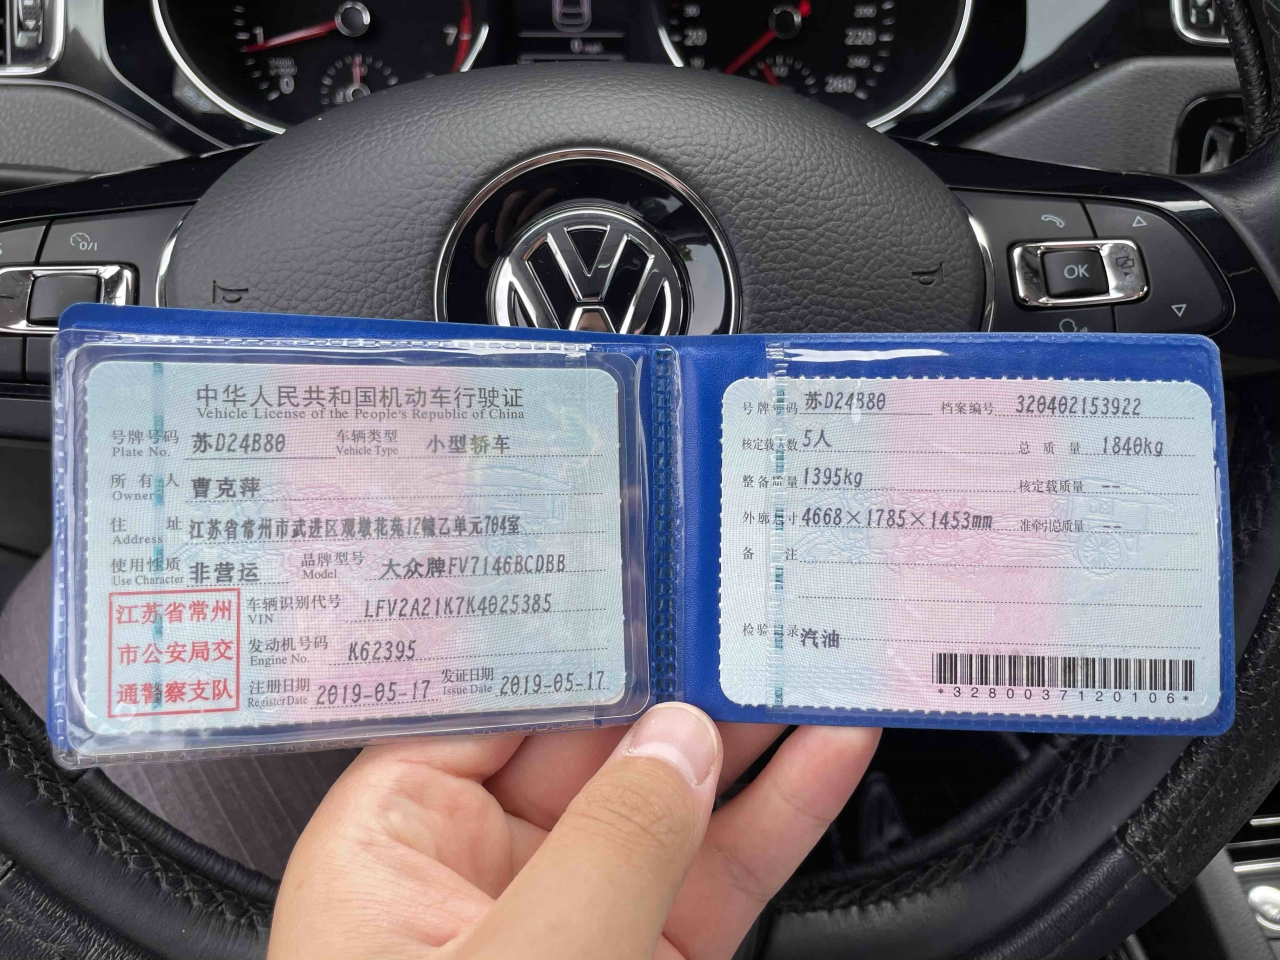 1
7
0
0 mph
20
220
260
OK
中华人民共和国机动车行驶证
Vehicle License of the People's Republic of China
号牌号码 苏D24B80 车辆类型 小型轿车
Plate No. Vehicle Type
所有人 曹克萍
Owner
住址 江苏省常州市武进区观墩花苑12幢乙单元704室
Address
使用性质 非营运 品牌型号 大众牌FV7146BCDBB
Use Character Model
江苏省常州
市公安局交
通警察支队
车辆识别代号 LFV2A21K7K4025385
VIN
发动机号码 K62395
Engine No.
注册日期 2019-05-17 发证日期 2019-05-17
Register Date Issue Date
号牌号码 苏D24B80 档案编号 320402153922
核定载人数 5人 总质量 1840kg
整备质量 1395kg 核定载质量 --
外廓尺寸 4668×1785×1453mm 准牵引总质量 --
备注
检验记录 汽油
*3280037120106*